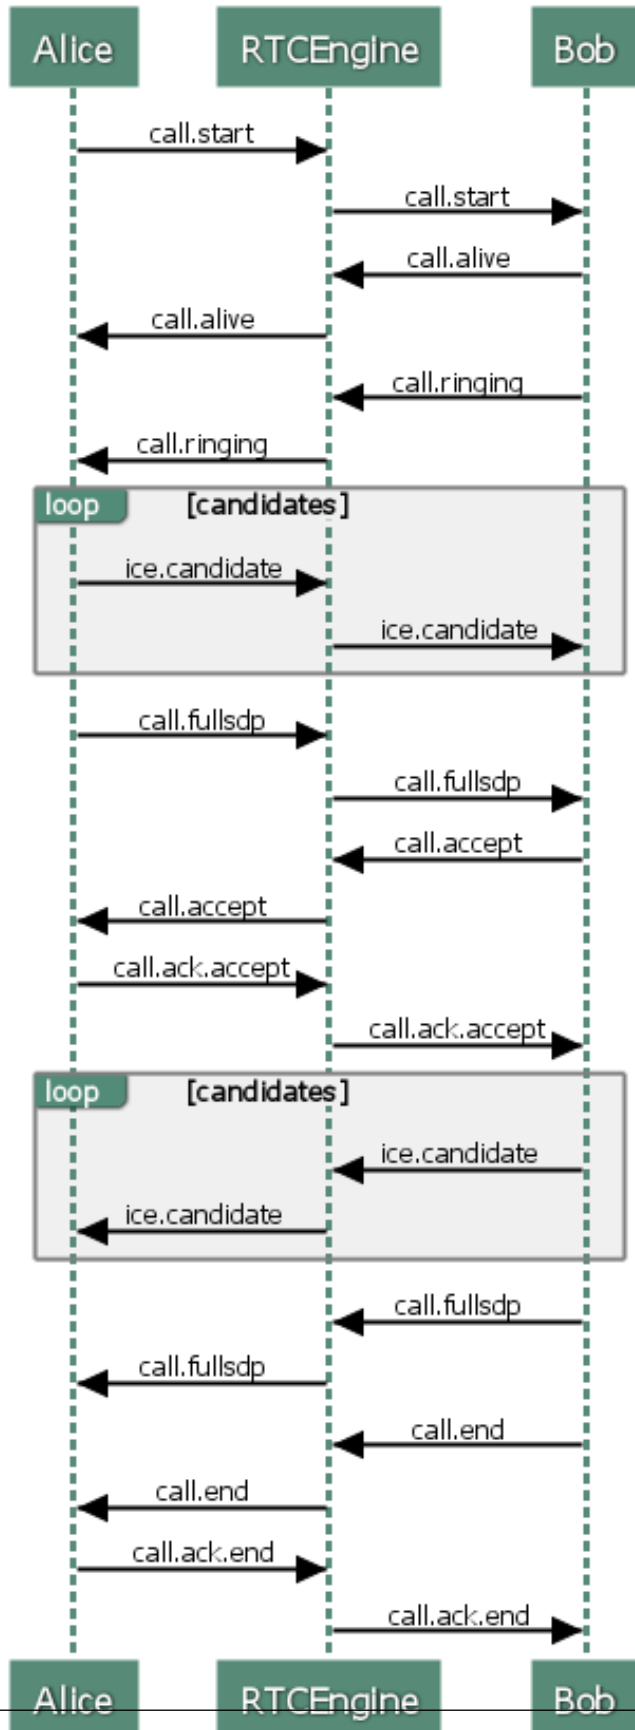 Alice RTCEngine Bob
call.start
call.start
call.alive
call.alive
call.ringing
call.ringing
loop [candidates]
ice.candidate
ice.candidate
call.fullsdp
call.fullsdp
call.accept
call.accept
call.ack.accept
call.ack.accept
loop [candidates]
ice.candidate
ice.candidate
call.fullsdp
call.fullsdp
call.end
call.end
call.ack.end
call.ack.end
Alice RTCEngine Bob